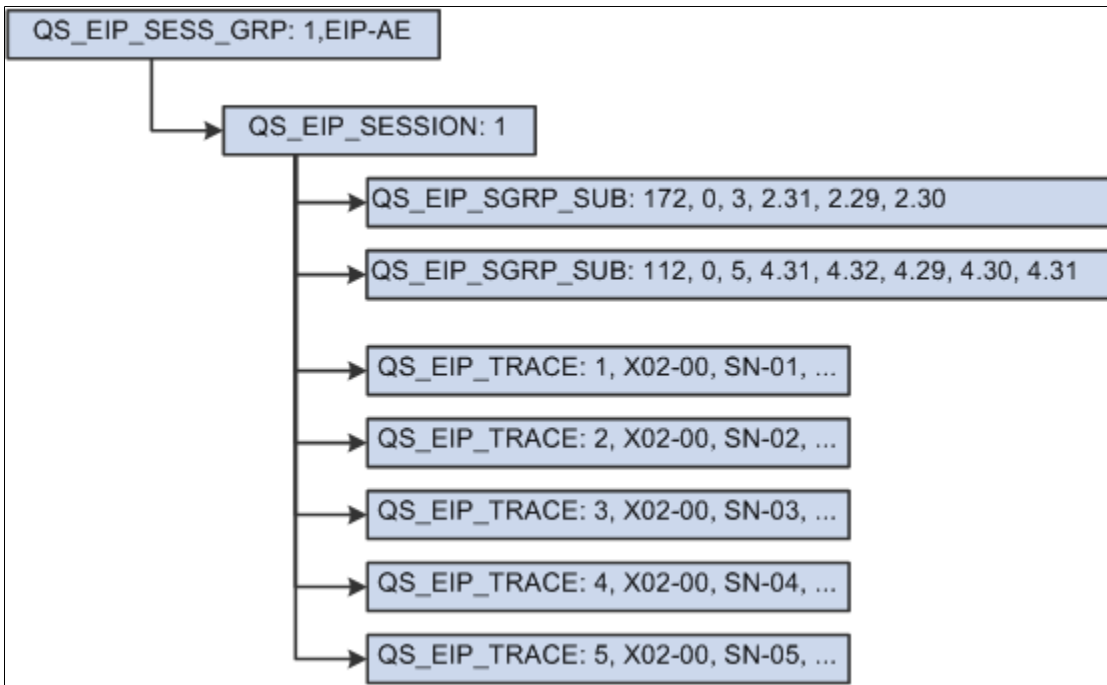 QS_EIP_SESS_GRP: 1,EIP-AE
QS_EIP_SESSION: 1
QS_EIP_SGRP_SUB: 172, 0, 3, 2.31, 2.29, 2.30
QS_EIP_SGRP_SUB: 112, 0, 5, 4.31, 4.32, 4.29, 4.30, 4.31
QS_EIP_TRACE: 1, X02-00, SN-01, ...
QS_EIP_TRACE: 2, X02-00, SN-02, ...
QS_EIP_TRACE: 3, X02-00, SN-03, ...
QS_EIP_TRACE: 4, X02-00, SN-04, ...
QS_EIP_TRACE: 5, X02-00, SN-05, ...